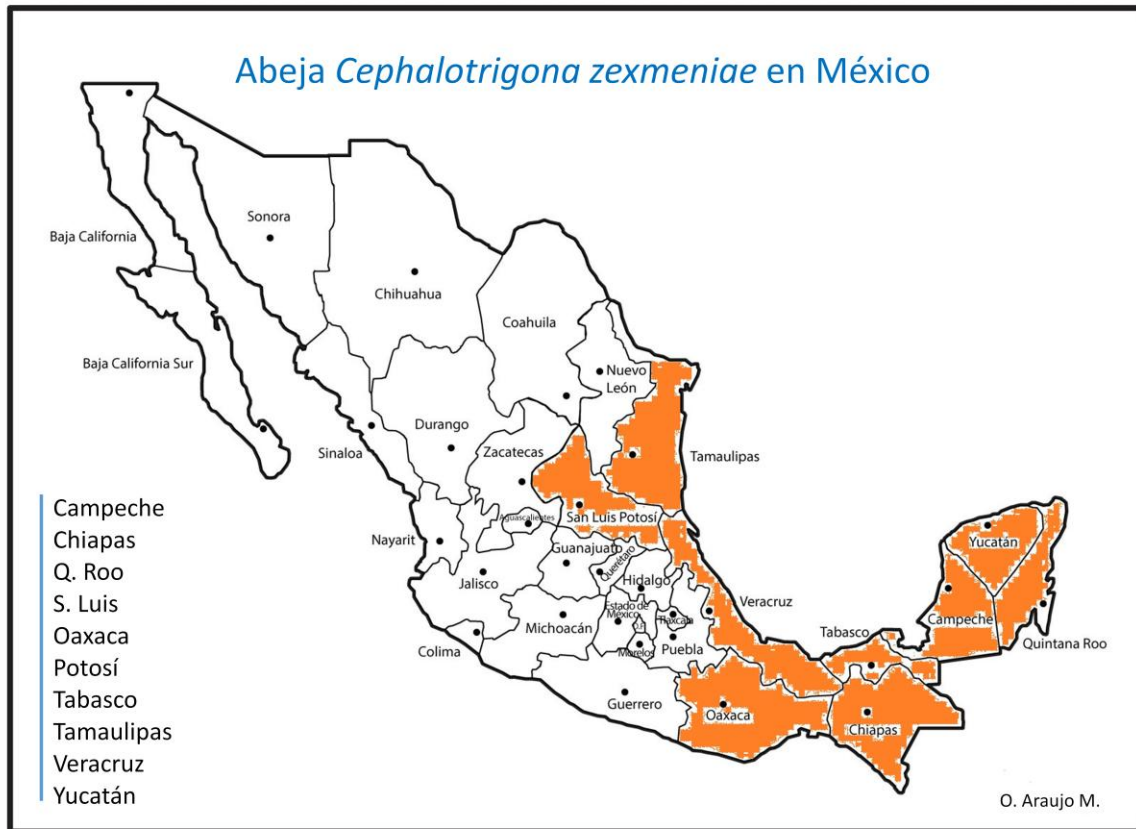 Abeja Cephalotrigona zexmeniae en México
Baja California
Sonora
Chihuahua
Coahuila
Baja California Sur
Nuevo
León
Sinaloa
Durango
Zacatecas
Tamaulipas
Aguascalientes
San Luis Potosí
Nayarit
Guanajuato
Querétaro
Yucatán
Jalisco
Hidalgo
Veracruz
Estado de
México
D.F.
Tlaxcala
Michoacán
Colima
Morelos
Puebla
Tabasco
Campeche
Quintana Roo
Guerrero
Oaxaca
Chiapas
Campeche
Chiapas
Q. Roo
S. Luis
Oaxaca
Potosí
Tabasco
Tamaulipas
Veracruz
Yucatán
O. Araujo M.